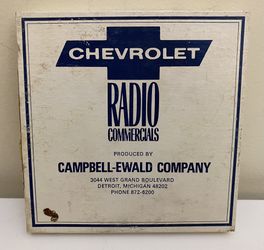 CHEVROLET
RADIO
COMMERCIALS
PRODUCED BY
CAMPBELL-EWALD COMPANY
3044 WEST GRAND BOULEVARD
DETROIT, MICHIGAN 48202
PHONE 872-6200